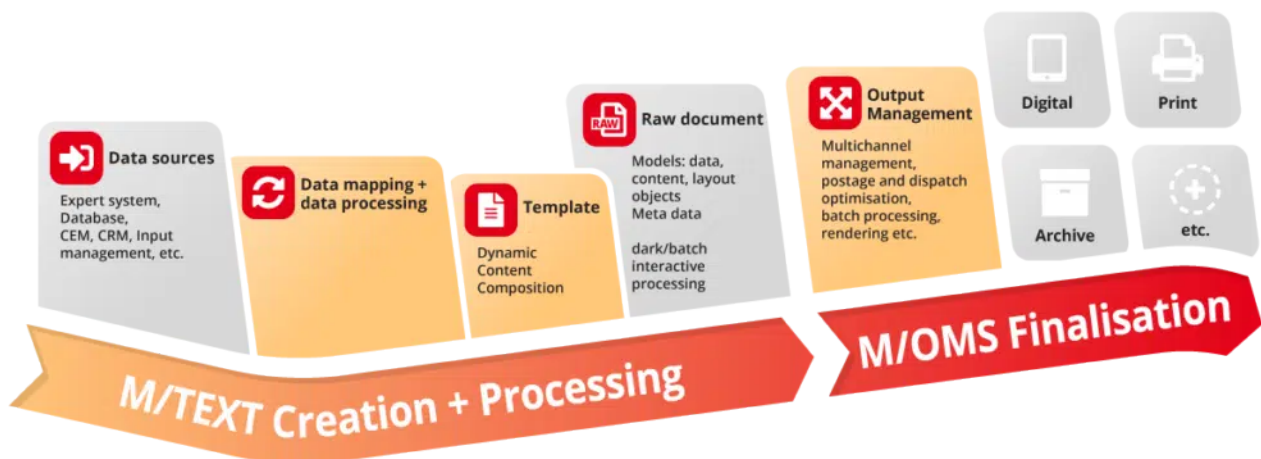 Data sources
Expert system,
Database,
CEM, CRM, Input
management, etc.
Data mapping +
data processing
Template
Dynamic
Content
Composition
RAW
Raw document
Models: data,
content, layout
objects
Meta data
dark/batch
interactive
processing
Output
Management
Multichannel
management,
postage and dispatch
optimisation,
batch processing,
rendering etc.
Digital
Print
Archive
etc.
M/TEXT Creation + Processing
M/OMS Finalisation